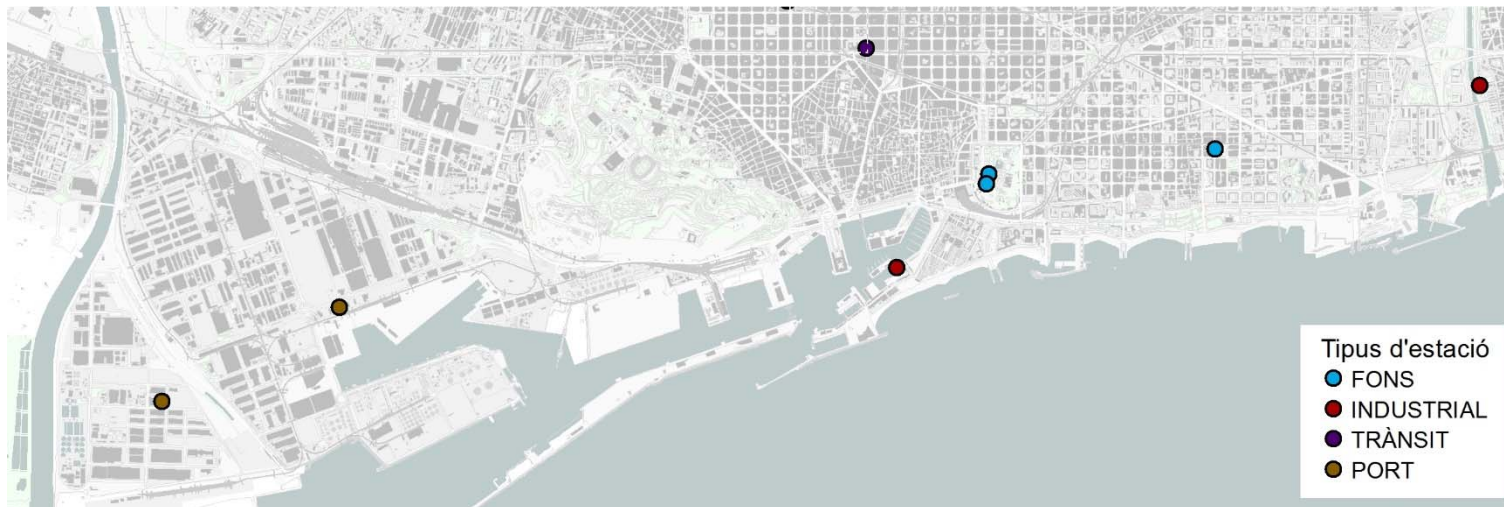 Tipus d'estació
FONS
INDUSTRIAL
TRÀNSIT
PORT